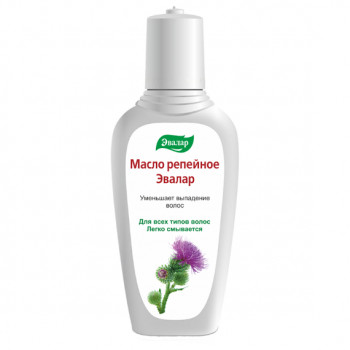 Эвалар
Масло репейное
Эвалар
Уменьшает выпадение
волос
Для всех типов волос
Легко смывается